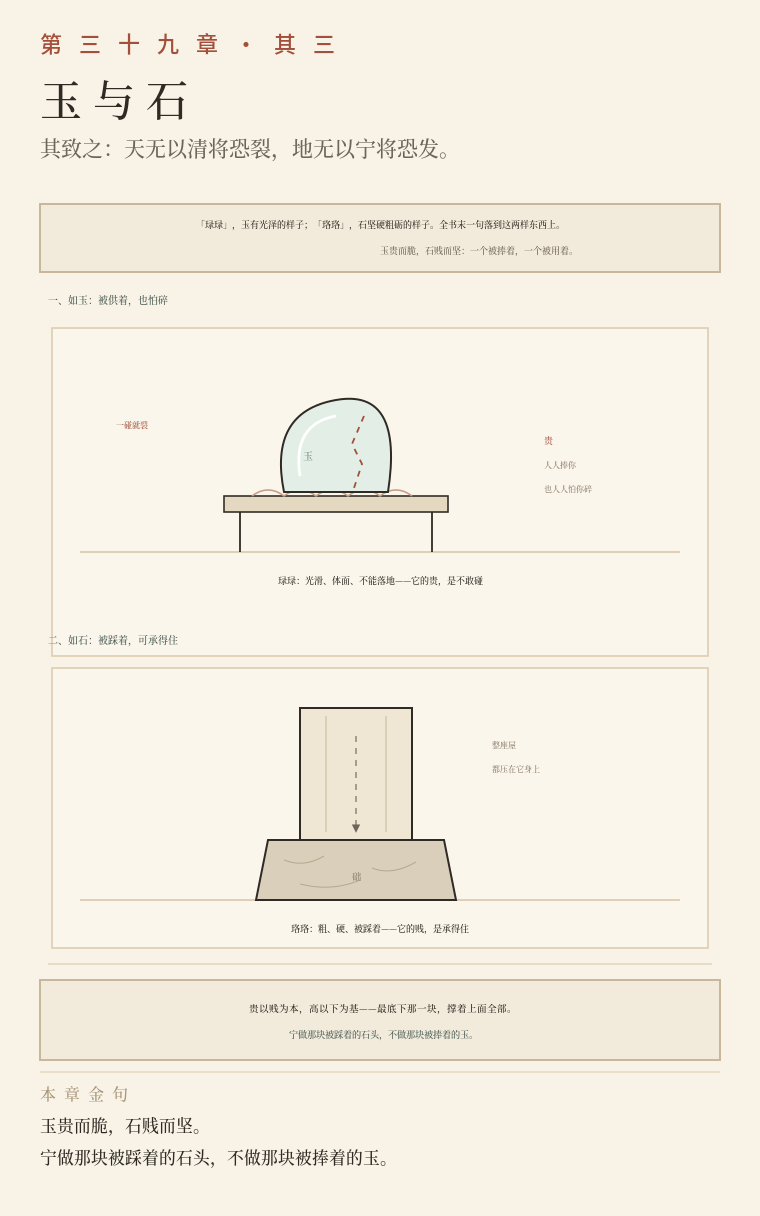 第三十九章·其三
玉与石
其致之：天无以清将恐裂，地无以宁将恐发。
「绿绿」，玉有光泽的样子；「珞珞」，石坚硬粗砺的样子。全书末一句落到这两样东西上。
玉贵而脆，石贱而坚：一个被捧着，一个被用着。
一、如玉：被供着，也怕碎
一碰就裂
玉
贵
人人捧你
也人人怕你碎
绿绿：光滑、体面、不能落地——它的贵，是不敢碰
二、如石：被踩着，可承得住
整座屋
都压在它身上
础
珞珞：粗、硬、被踩着——它的贱，是承得住
贵以贱为本，高以下为基——最底下那一块，撑着上面全部。
宁做那块被踩着的石头，不做那块被捧着的玉。
本章金句
玉贵而脆，石贱而坚。
宁做那块被踩着的石头，不做那块被捧着的玉。